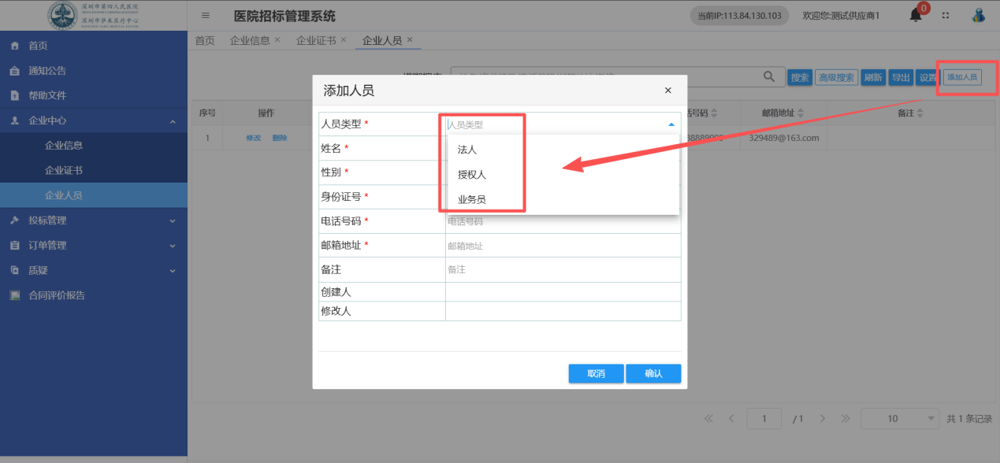 深圳市第四人民医院
深圳市萨米医疗中心
医院招标管理系统
当前IP:113.84.130.103
欢迎您:测试供应商1
0
首页
通知公告
帮助文件
企业中心
企业信息
企业证书
企业人员
投标管理
订单管理
质疑
合同评价报告
首页 企业信息 × 企业证书 × 企业人员 ×
搜索 高级搜索 刷新 导出 设置 添加人员
序号 操作 话号码 邮箱地址 备注
1 修改 删除 329489@163.com
添加人员 ×
人员类型 * 人员类型
法人
授权人
业务员
姓名 *
性别 *
身份证号 *
电话号码 * 电话号码
邮箱地址 * 邮箱地址
备注 备注
创建人
修改人
取消 确认
1 / 1 10 共 1 条记录